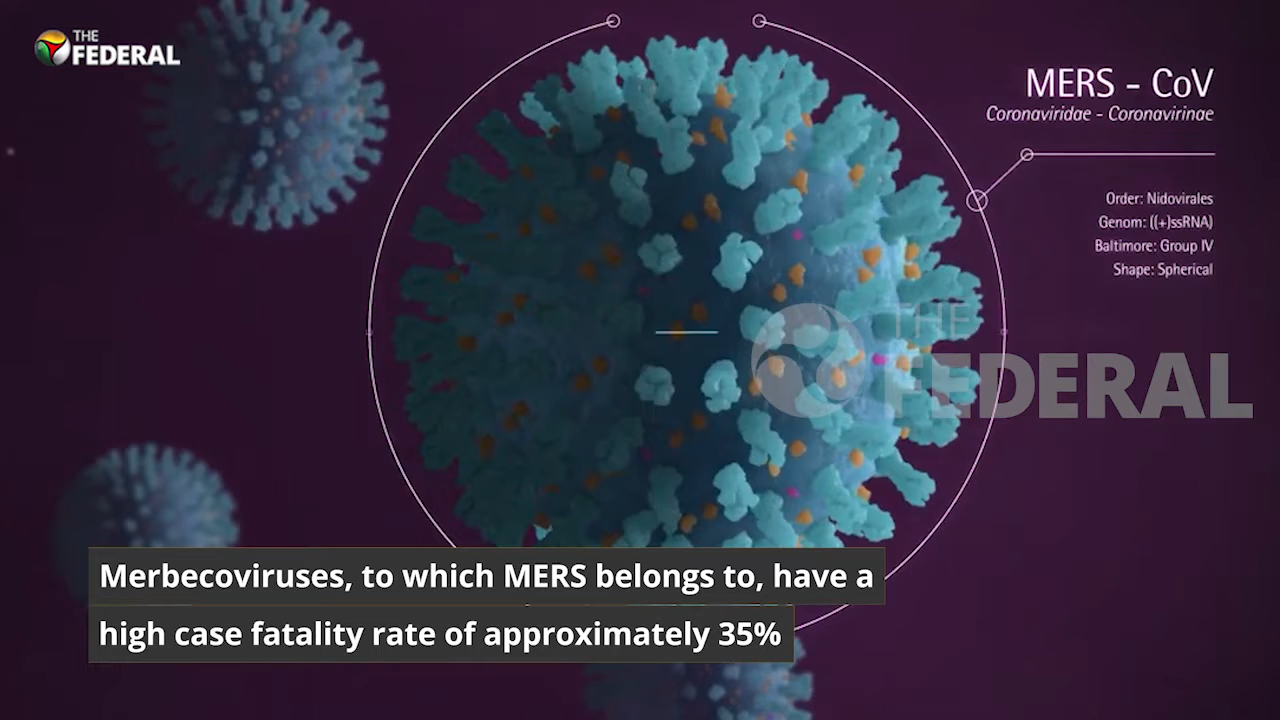 THE
FEDERAL
MERS - CoV
Coronaviridae - Coronavirinae
Order: Nidovirales
Genom: ((+)ssRNA)
Baltimore: Group IV
Shape: Spherical
THE
FEDERAL
Merbecoviruses, to which MERS belongs to, have a
high case fatality rate of approximately 35%